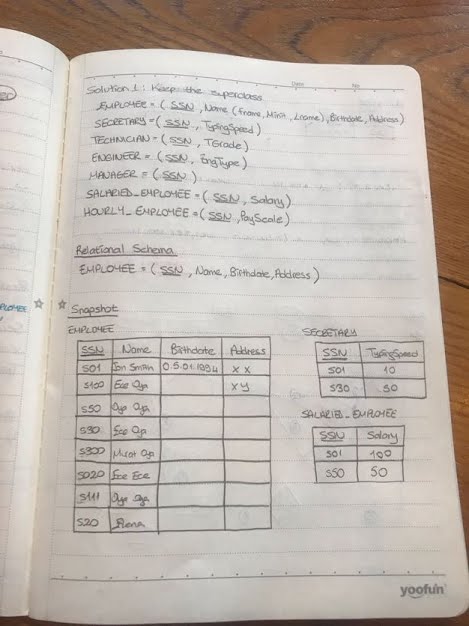 Date No
Solution 1: Keep the superclass
EMPLOYEE = (SSN, Name (Fname, Minit, Lname), Birthdate, Address)
SECRETARY = (SSN, TypingSpeed)
TECHNICIAN = (SSN, TGrade)
ENGINEER = (SSN, EngType)
MANAGER = (SSN)
SALARIED_EMPLOYEE = (SSN, Salary)
HOURLY_EMPLOYEE = (SSN, PayScale)
Relational Schema
EMPLOYEE = (SSN, Name, Birthdate, Address)
Snapshot
EMPLOYEE
SSN Name Birthdate Address
S01 Jon Smith 05.01.1994 X X
S100 Ece Oya X Y
S50 Oya Oya
S30 Ece Oya
S300 Murat Oya
S020 Ece Ece
S111 Oya Oya
S20
SECRETARY
SSN TypingSpeed
S01 10
S30 50
SALARIED_EMPLOYEE
SSN Salary
S01 100
S50 50
yoofun